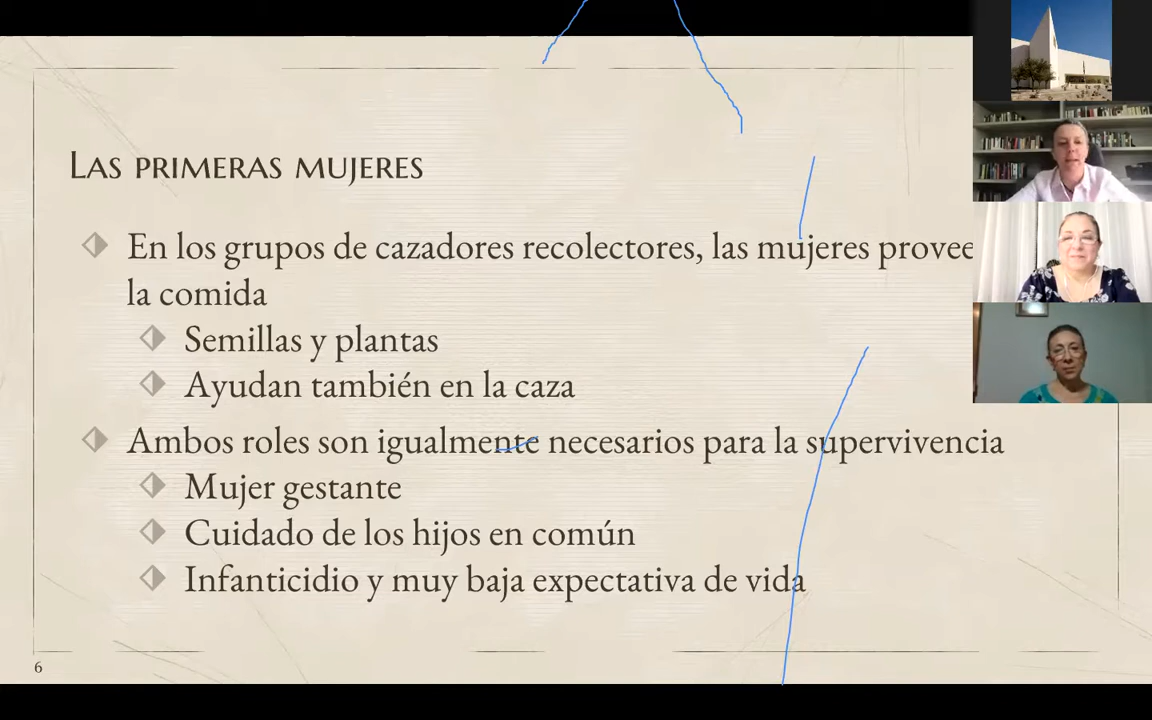 Las primeras mujeres
En los grupos de cazadores recolectores, las mujeres
la comida
Semillas y plantas
Ayudan también en la caza
Ambos roles son igualmente necesarios para la supervivencia
Mujer gestante
Cuidado de los hijos en común
Infanticidio y muy baja expectativa de vida
6